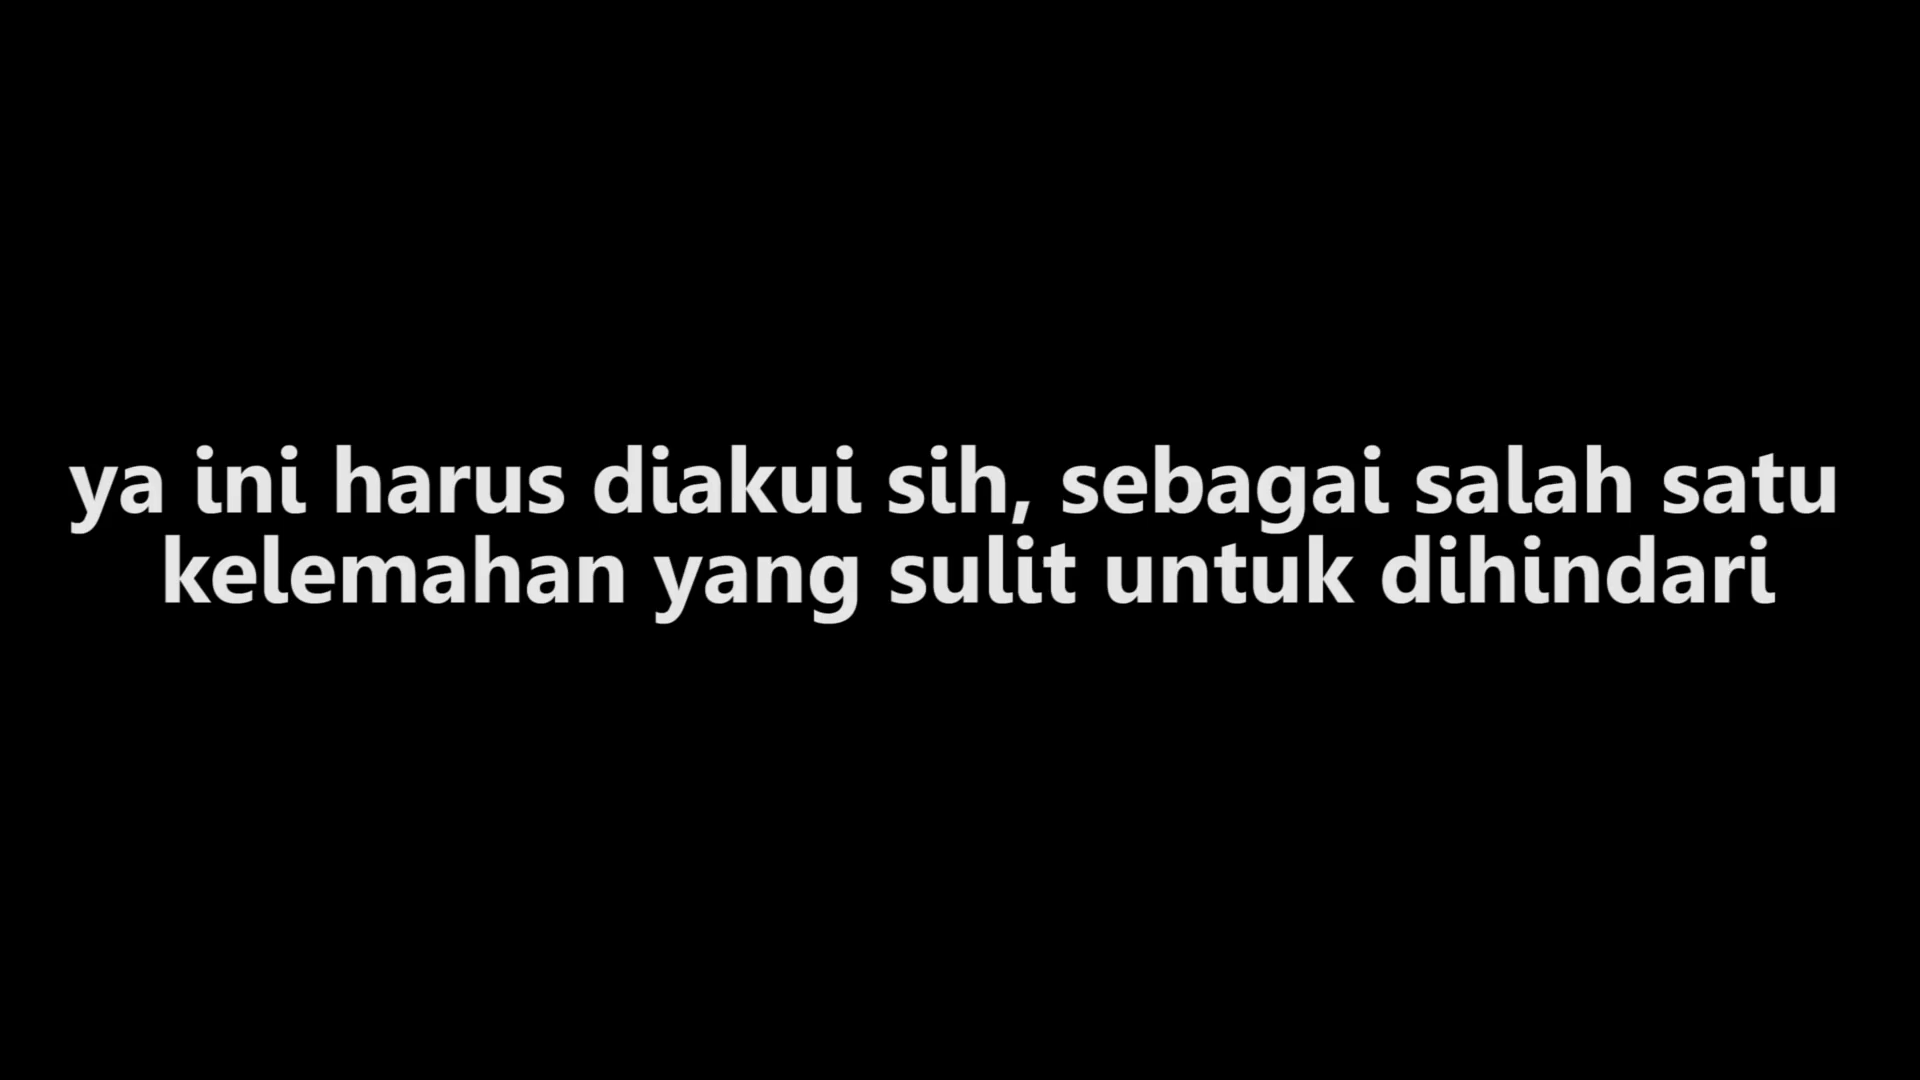 ya ini harus diakui sih, sebagai salah satu
kelemahan yang sulit untuk dihindari